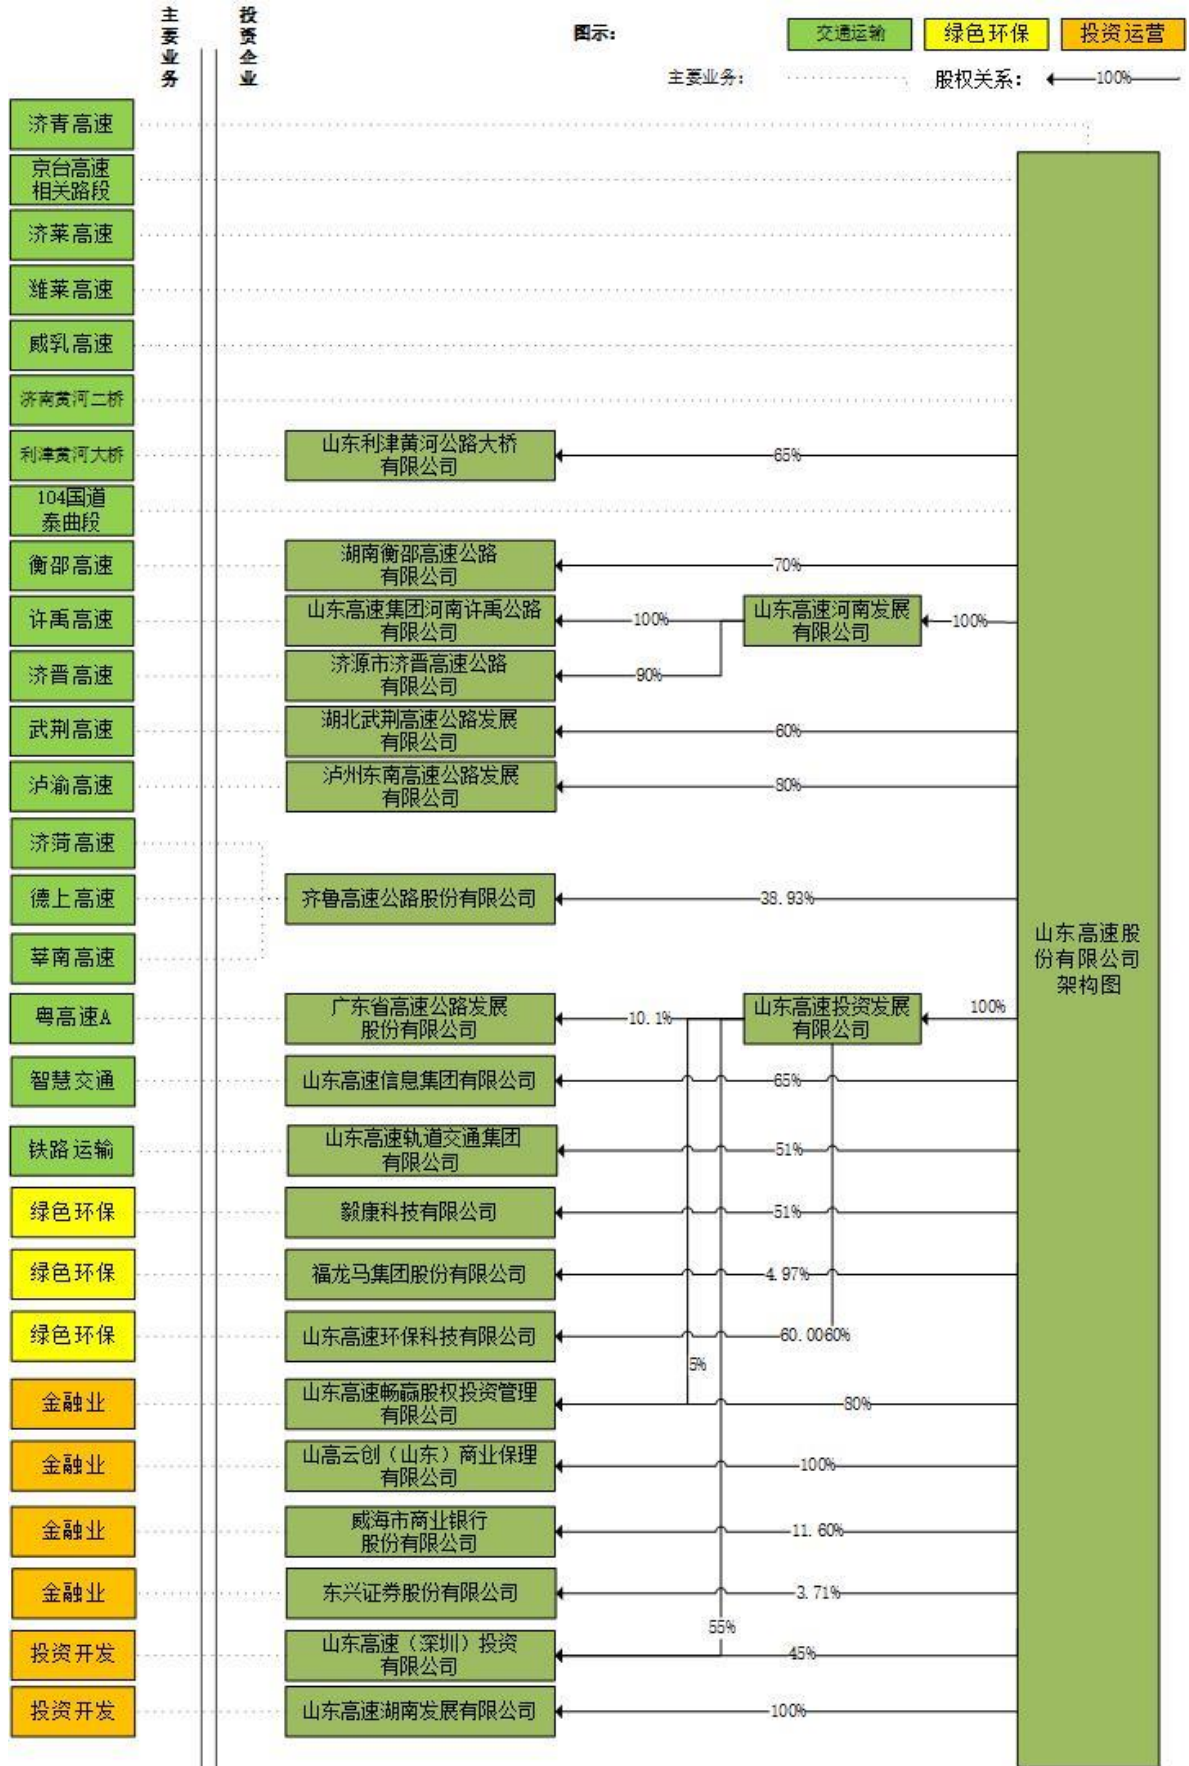 主要业务
投资企业
图示：
交通运输
绿色环保
投资运营
主要业务：
股权关系：
100%
济青高速
京台高速
相关路段
济莱高速
潍莱高速
威乳高速
济南黄河二桥
利津黄河大桥
山东利津黄河公路大桥
有限公司
65%
104国道
泰曲段
衡邵高速
湖南衡邵高速公路
有限公司
70%
许禹高速
山东高速集团河南许禹公路
有限公司
100%
山东高速河南发展
有限公司
100%
济晋高速
济源市济晋高速公路
有限公司
90%
武荆高速
湖北武荆高速公路发展
有限公司
60%
泸渝高速
泸州东南高速公路发展
有限公司
80%
济菏高速
德上高速
齐鲁高速公路股份有限公司
38.93%
莘南高速
山东高速股
份有限公司
架构图
粤高速A
广东省高速公路发展
股份有限公司
10.1%
山东高速投资发展
有限公司
100%
智慧交通
山东高速信息集团有限公司
65%
铁路运输
山东高速轨道交通集团
有限公司
51%
绿色环保
毅康科技有限公司
51%
绿色环保
福龙马集团股份有限公司
4.97%
绿色环保
山东高速环保科技有限公司
60.0060%
5%
金融业
山东高速畅赢股权投资管理
有限公司
80%
金融业
山高云创（山东）商业保理
有限公司
100%
金融业
威海市商业银行
股份有限公司
11.60%
金融业
东兴证券股份有限公司
3.71%
55%
投资开发
山东高速（深圳）投资
有限公司
45%
投资开发
山东高速湖南发展有限公司
100%